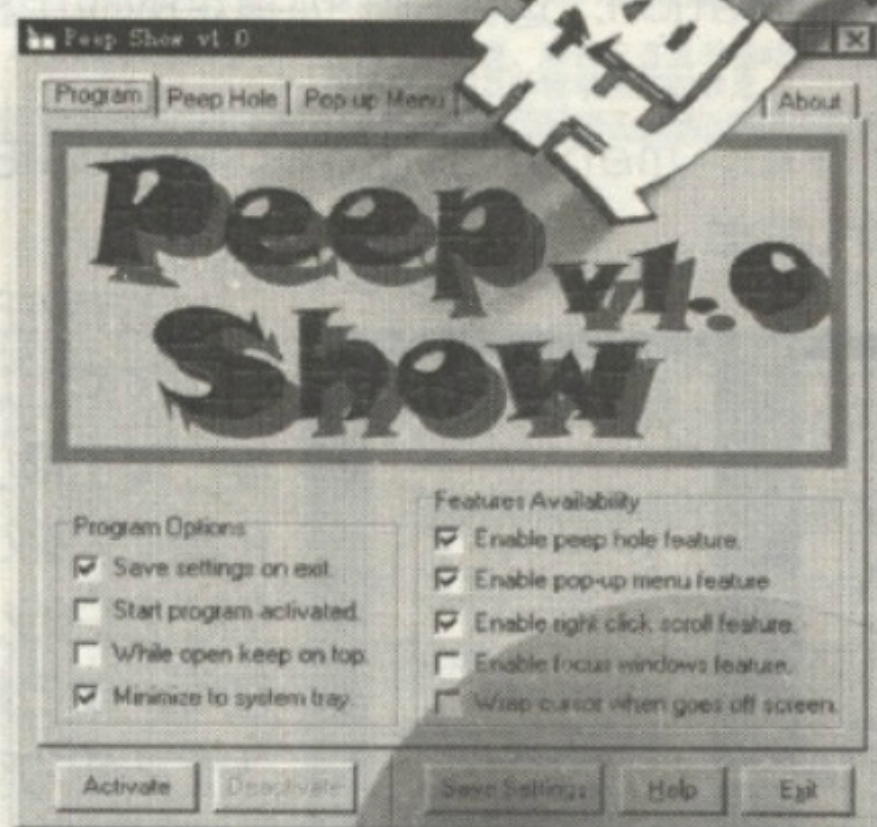 Peep Show v1.0
Program Peep Hole Pop up Menu About
Peep v1.0
Show
Program Options
Save settings on exit.
Start program activated.
While open keep on top.
Minimize to system tray.
Features Availability
Enable peep hole feature.
Enable pop-up menu feature
Enable right click scroll feature.
Enable focus windows feature.
Wrap cursor when goes off screen.
Activate Deactivate Save Settings Help Exit